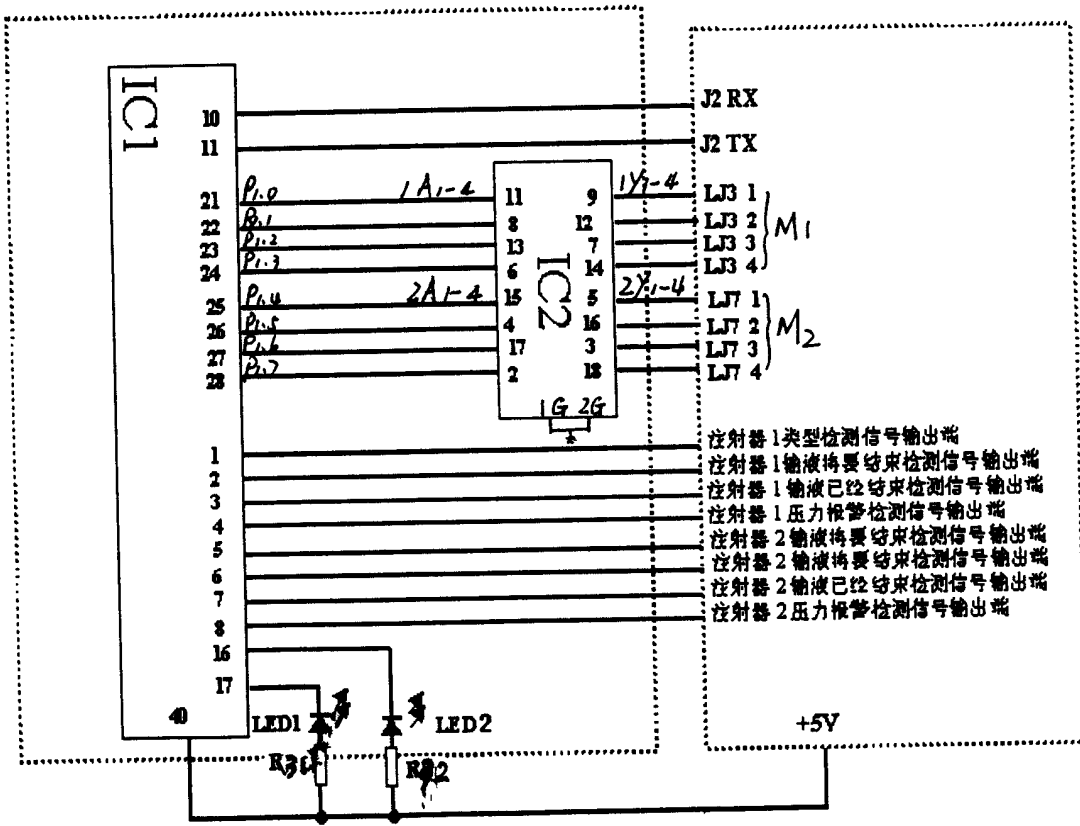 IC1
10 J2 RX
11 J2 TX
21 P1.0 1A1-4 11 9 1Y1-4 LJ3 1
22 P1.1 8 12 LJ3 2
23 P1.2 13 7 LJ3 3
24 P1.3 6 14 LJ3 4
M1
IC2
25 P1.4 2A1-4 15 5 2Y1-4 LJ7 1
26 P1.5 4 16 LJ7 2
27 P1.6 17 3 LJ7 3
28 P1.7 2 18 LJ7 4
M2
1G 2G
1 注射器1类型检测信号输出端
2 注射器1输液将要结束检测信号输出端
3 注射器1输液已经结束检测信号输出端
4 注射器1压力报警检测信号输出端
5 注射器2输液将要结束检测信号输出端
6 注射器2输液将要结束检测信号输出端
7 注射器2输液已经结束检测信号输出端
8 注射器2压力报警检测信号输出端
16
17
40 LED1 LED2 +5V